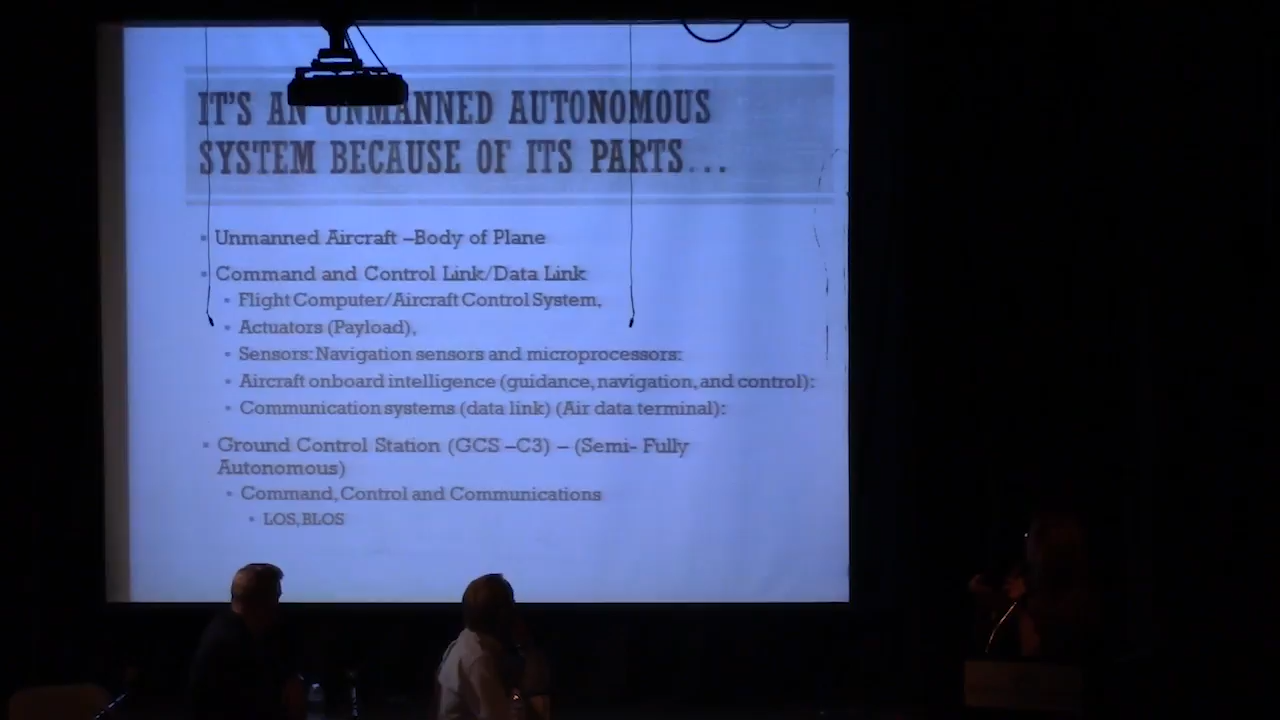 IT'S AN UNMANNED AUTONOMOUS
SYSTEM BECAUSE OF ITS PARTS...
Unmanned Aircraft –Body of Plane
Command and Control Link/Data Link
Flight Computer/Aircraft Control System,
Actuators (Payload),
Sensors: Navigation sensors and microprocessors:
Aircraft onboard intelligence (guidance, navigation, and control):
Communication systems (data link) (Air data terminal):
Ground Control Station (GCS –C3) – (Semi- Fully
Autonomous)
Command, Control and Communications
LOS, BLOS